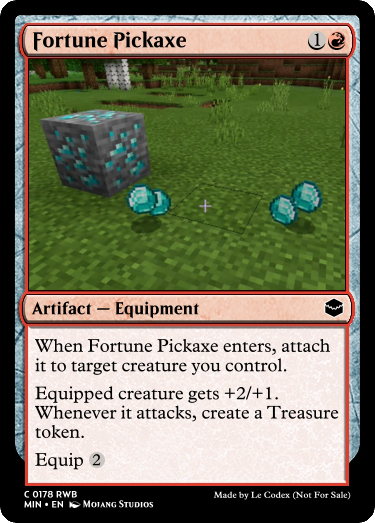 Fortune Pickaxe 1
Artifact — Equipment
When Fortune Pickaxe enters, attach
it to target creature you control.
Equipped creature gets +2/+1.
Whenever it attacks, create a Treasure
token.
Equip 2
C 0178 RWB
MIN • EN Mojang Studios
Made by Le Codex (Not For Sale)